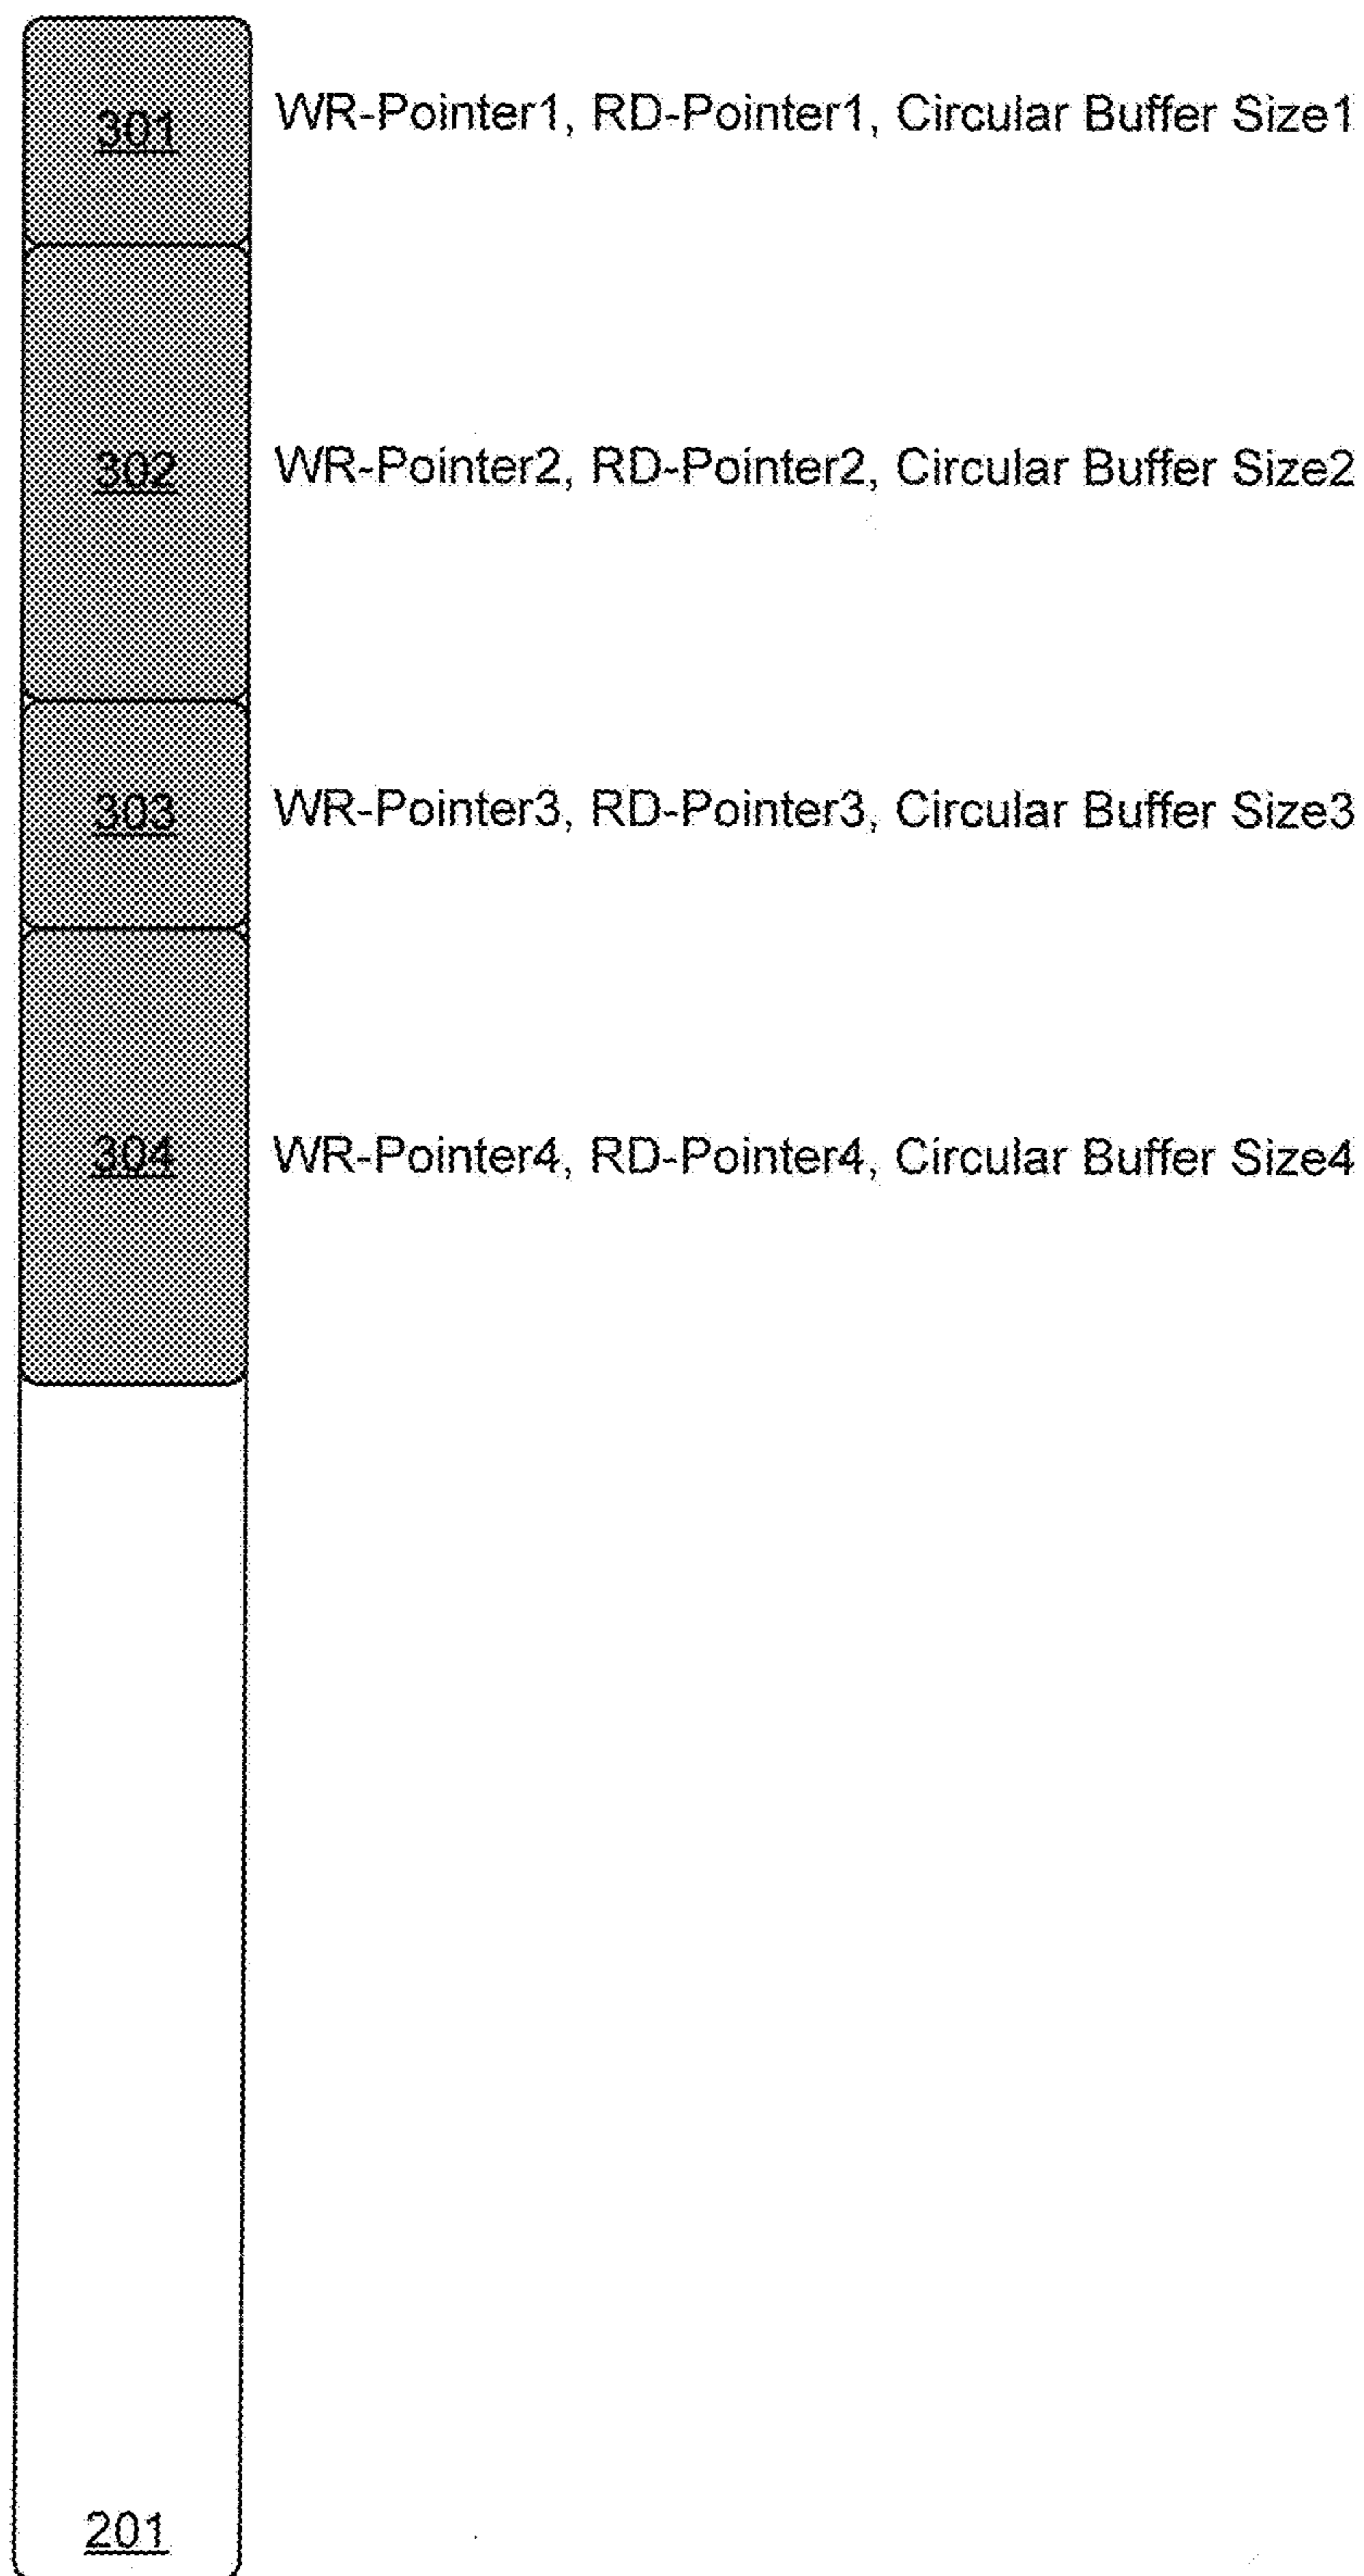 301 WR-Pointer1, RD-Pointer1, Circular Buffer Size1
302 WR-Pointer2, RD-Pointer2, Circular Buffer Size2
303 WR-Pointer3, RD-Pointer3, Circular Buffer Size3
304 WR-Pointer4, RD-Pointer4, Circular Buffer Size4
201